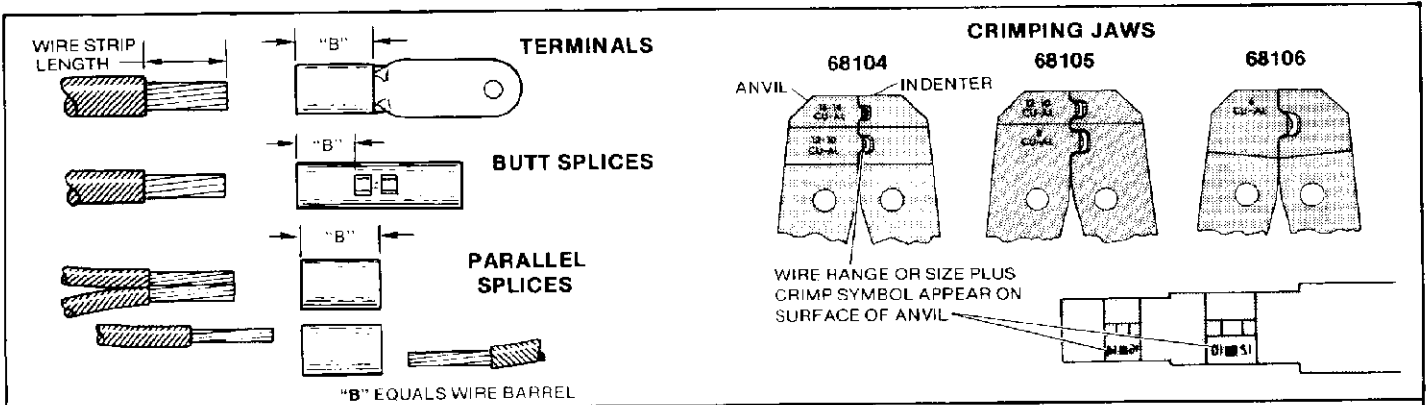 WIRE STRIP
LENGTH
"B"
TERMINALS
"B"
BUTT SPLICES
"B"
PARALLEL
SPLICES
"B" EQUALS WIRE BARREL
CRIMPING JAWS
68104
68105
68106
ANVIL
INDENTER
CU-AL
12-10
CU-AL
12-10
CU-AL
8
CU-AL
CU-AL
WIRE RANGE OR SIZE PLUS
CRIMP SYMBOL APPEAR ON
SURFACE OF ANVIL